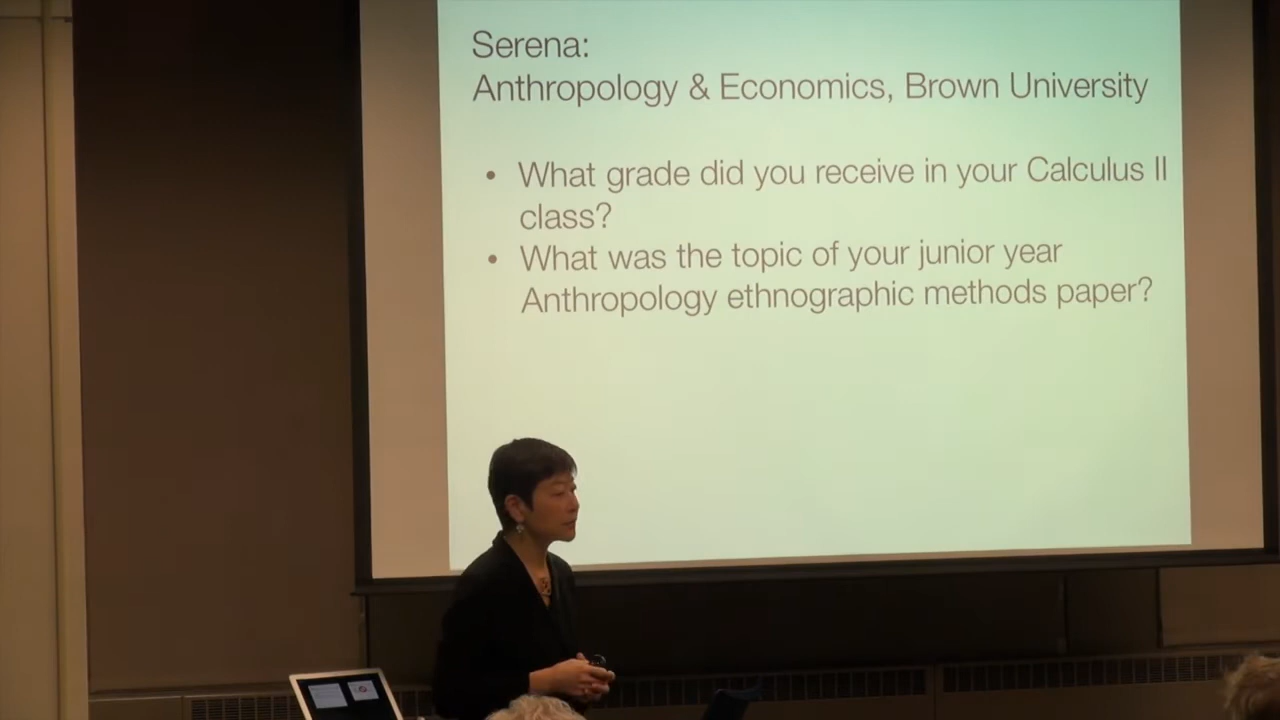 Serena:
Anthropology & Economics, Brown University
• What grade did you receive in your Calculus II
class?
• What was the topic of your junior year
Anthropology ethnographic methods paper?